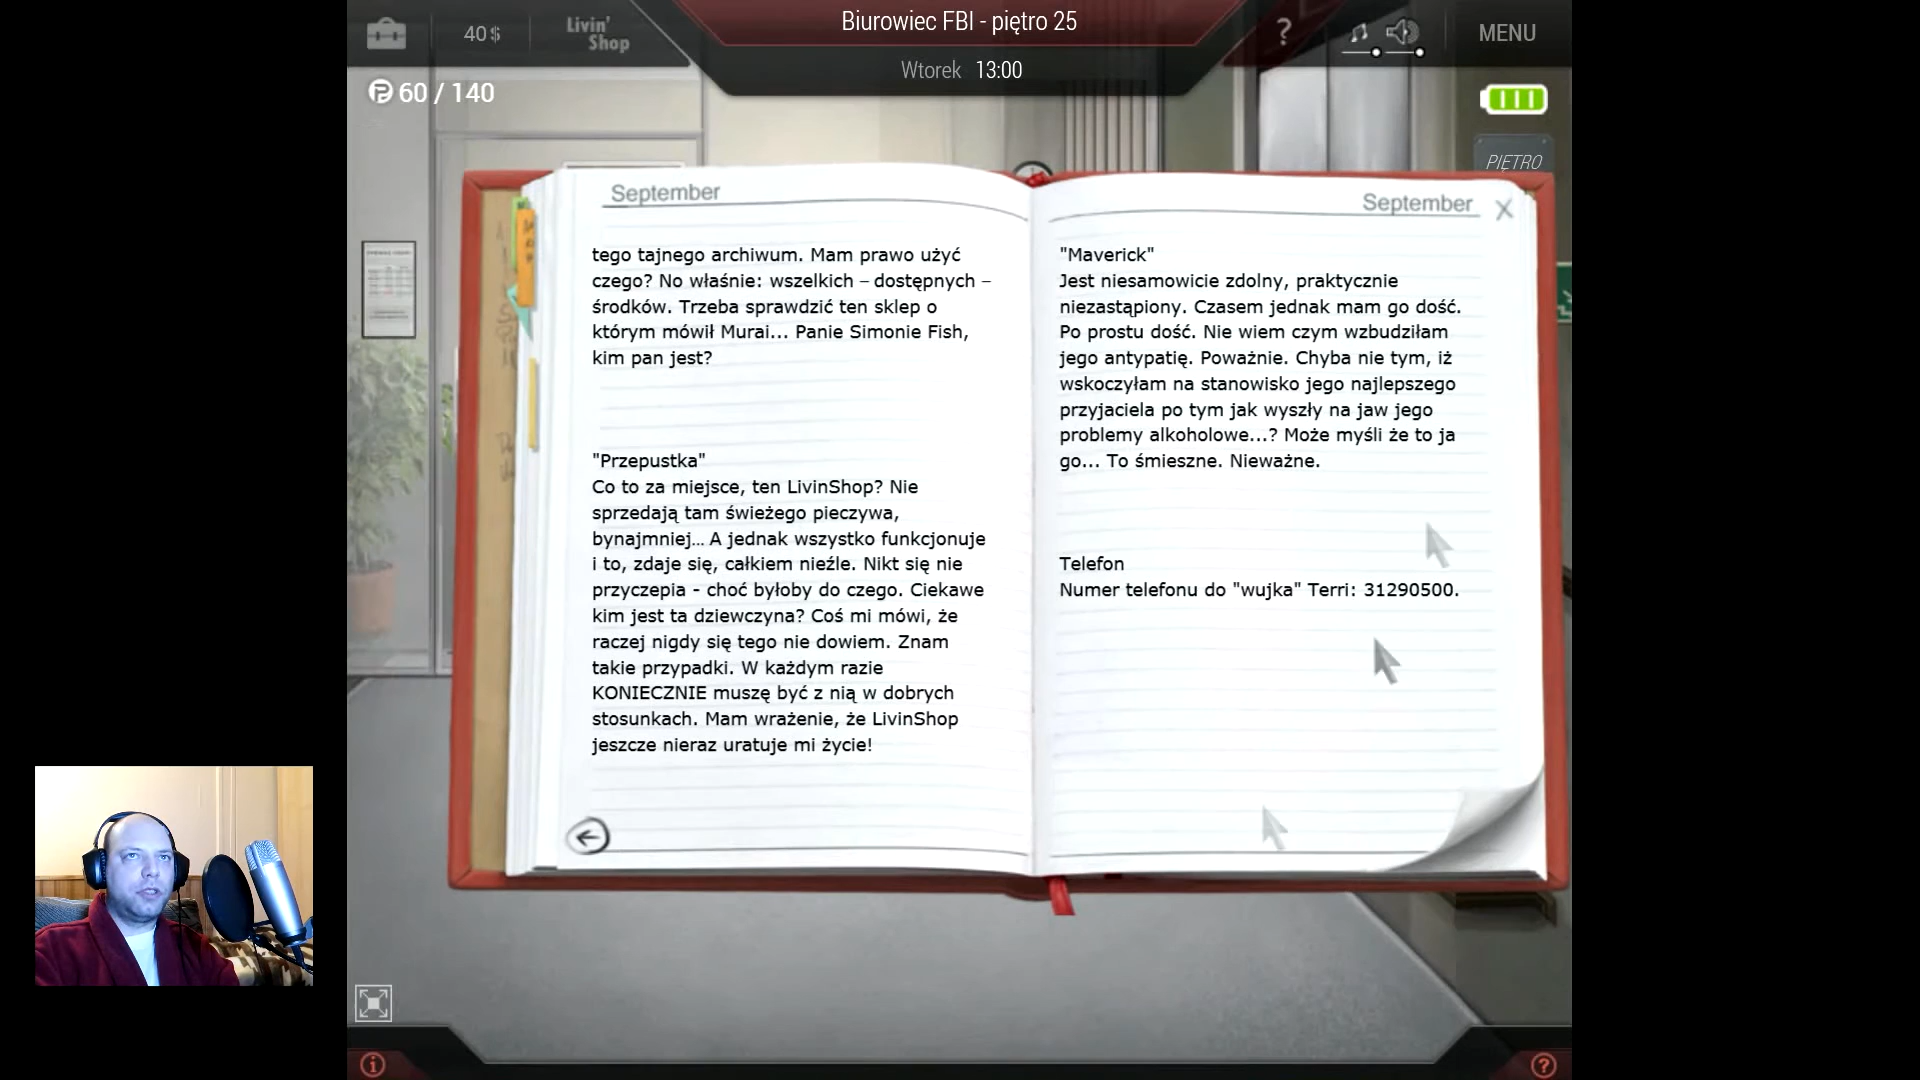 Livin'
Shop
40$
Biurowiec FBI - piętro 25
? MENU
Wtorek 13:00
60 / 140
PIĘTRO
September
tego tajnego archiwum. Mam prawo użyć
czego? No właśnie: wszelkich – dostępnych –
środków. Trzeba sprawdzić ten sklep o
którym mówił Murai... Panie Simonie Fish,
kim pan jest?
"Przepustka"
Co to za miejsce, ten LivinShop? Nie
sprzedają tam świeżego pieczywa,
bynajmniej... A jednak wszystko funkcjonuje
i to, zdaje się, całkiem nieźle. Nikt się nie
przyczepia - choć byłoby do czego. Ciekawe
kim jest ta dziewczyna? Coś mi mówi, że
raczej nigdy się tego nie dowiem. Znam
takie przypadki. W każdym razie
KONIECZNIE muszę być z nią w dobrych
stosunkach. Mam wrażenie, że LivinShop
jeszcze nieraz uratuje mi życie!
September X
"Maverick"
Jest niesamowicie zdolny, praktycznie
niezastąpiony. Czasem jednak mam go dość.
Po prostu dość. Nie wiem czym wzbudziłam
jego antypatię. Poważnie. Chyba nie tym, iż
wskoczyłam na stanowisko jego najlepszego
przyjaciela po tym jak wyszły na jaw jego
problemy alkoholowe...? Może myśli że to ja
go... To śmieszne. Nieważne.
Telefon
Numer telefonu do "wujka" Terri: 31290500.